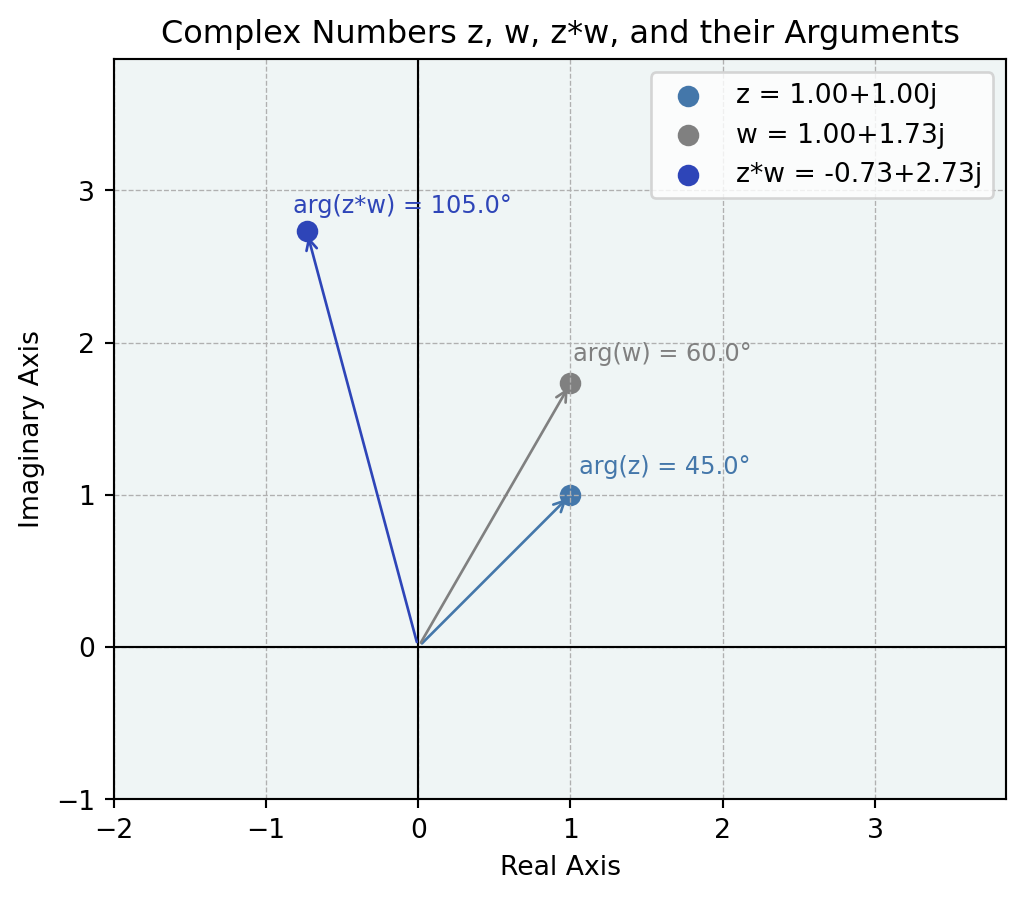 Complex Numbers z, w, z*w, and their Arguments
z = 1.00+1.00j
w = 1.00+1.73j
z*w = -0.73+2.73j
arg(z*w) = 105.0°
arg(w) = 60.0°
arg(z) = 45.0°
Imaginary Axis
3
2
1
0
−1
−2
−1
0
1
2
3
Real Axis